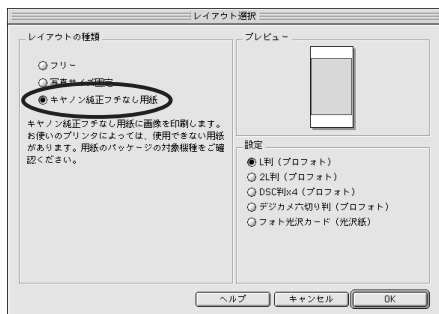 レイアウト選択
レイアウトの種類
フリー
写真サイズ固定
キヤノン純正フチなし用紙
キヤノン純正フチなし用紙に画像を印刷します。
お使いのプリンタによっては、使用できない用紙
があります。用紙のパッケージの対象機種をご確
認ください。
プレビュー
設定
L判 (プロフォト)
2L判 (プロフォト)
DSC判x4 (プロフォト)
デジカメ六切り判 (プロフォト)
フォト光沢カード (光沢紙)
ヘルプ
キャンセル
OK